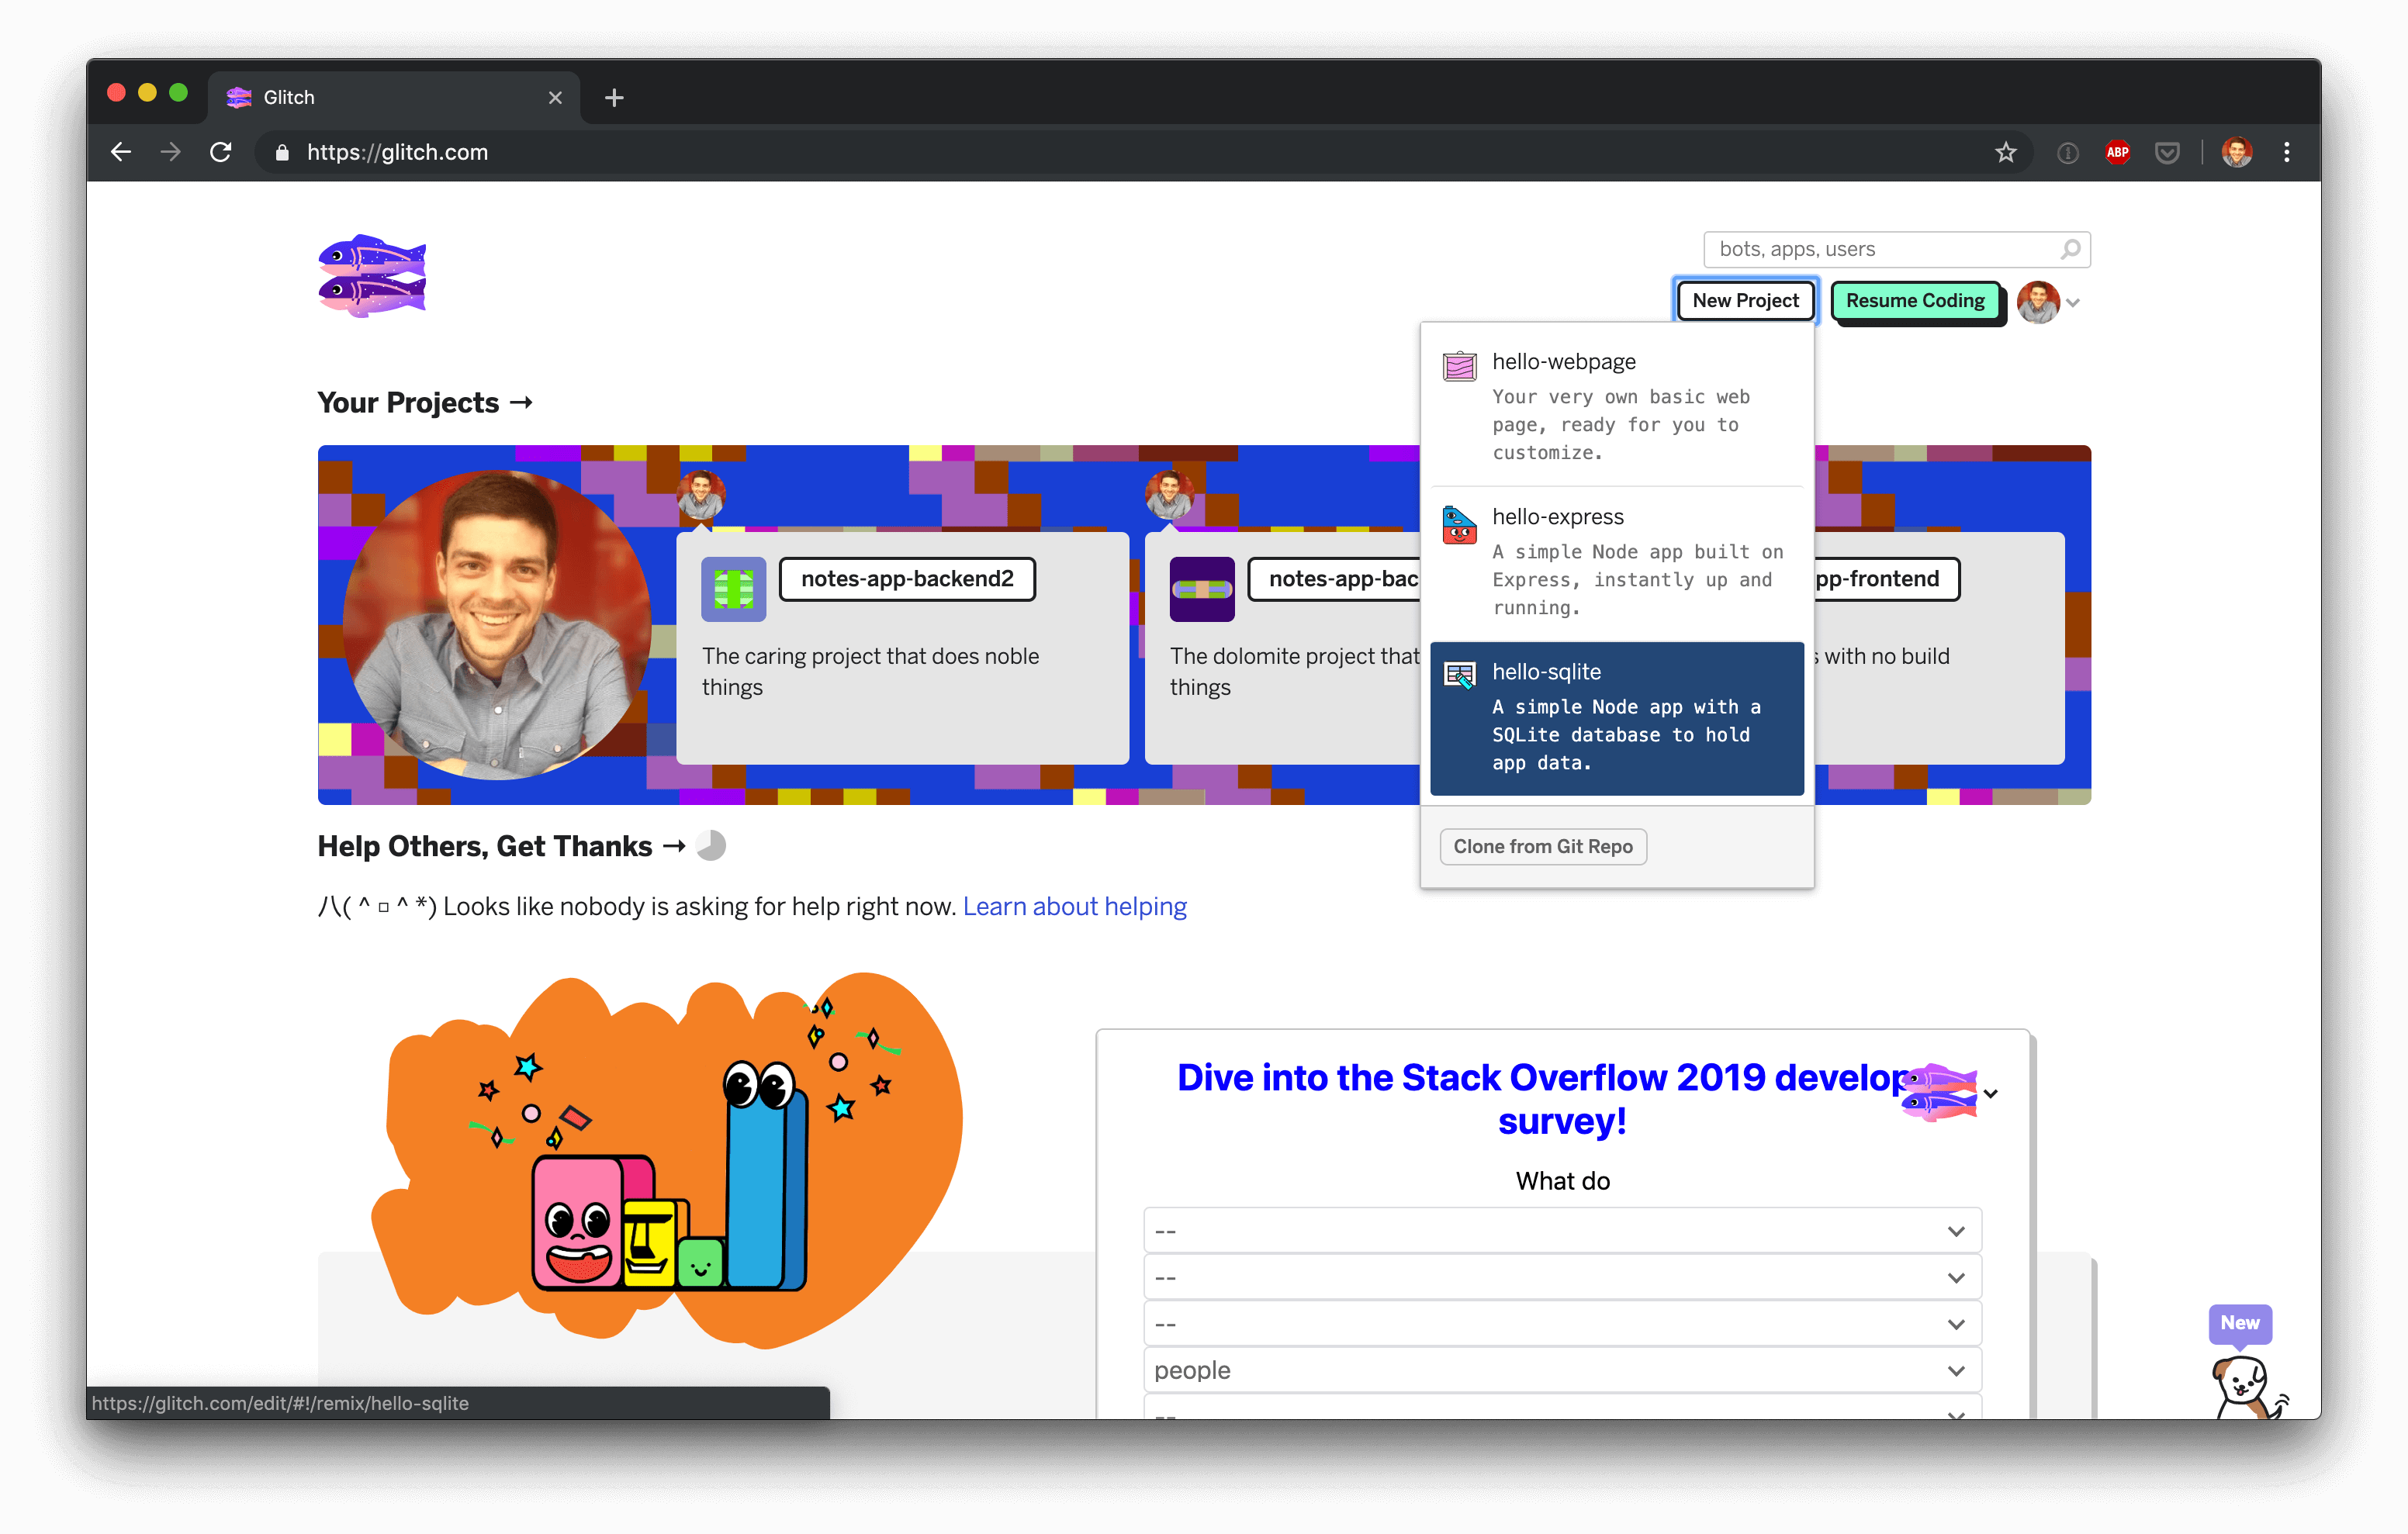 Glitch
https://glitch.com
ABP
bots, apps, users
New Project
Resume Coding
hello-webpage
Your very own basic web
page, ready for you to
customize.
hello-express
A simple Node app built on
Express, instantly up and
running.
hello-sqlite
A simple Node app with a
SQLite database to hold
app data.
Clone from Git Repo
Your Projects →
notes-app-backend2
The caring project that does noble
things
notes-app-bac
The dolomite project that
things
pp-frontend
with no build
Help Others, Get Thanks →
八(^ □ ^*) Looks like nobody is asking for help right now. Learn about helping
Dive into the Stack Overflow 2019 develop
survey!
What do
--
--
--
people
--
New
https://glitch.com/edit/#!/remix/hello-sqlite